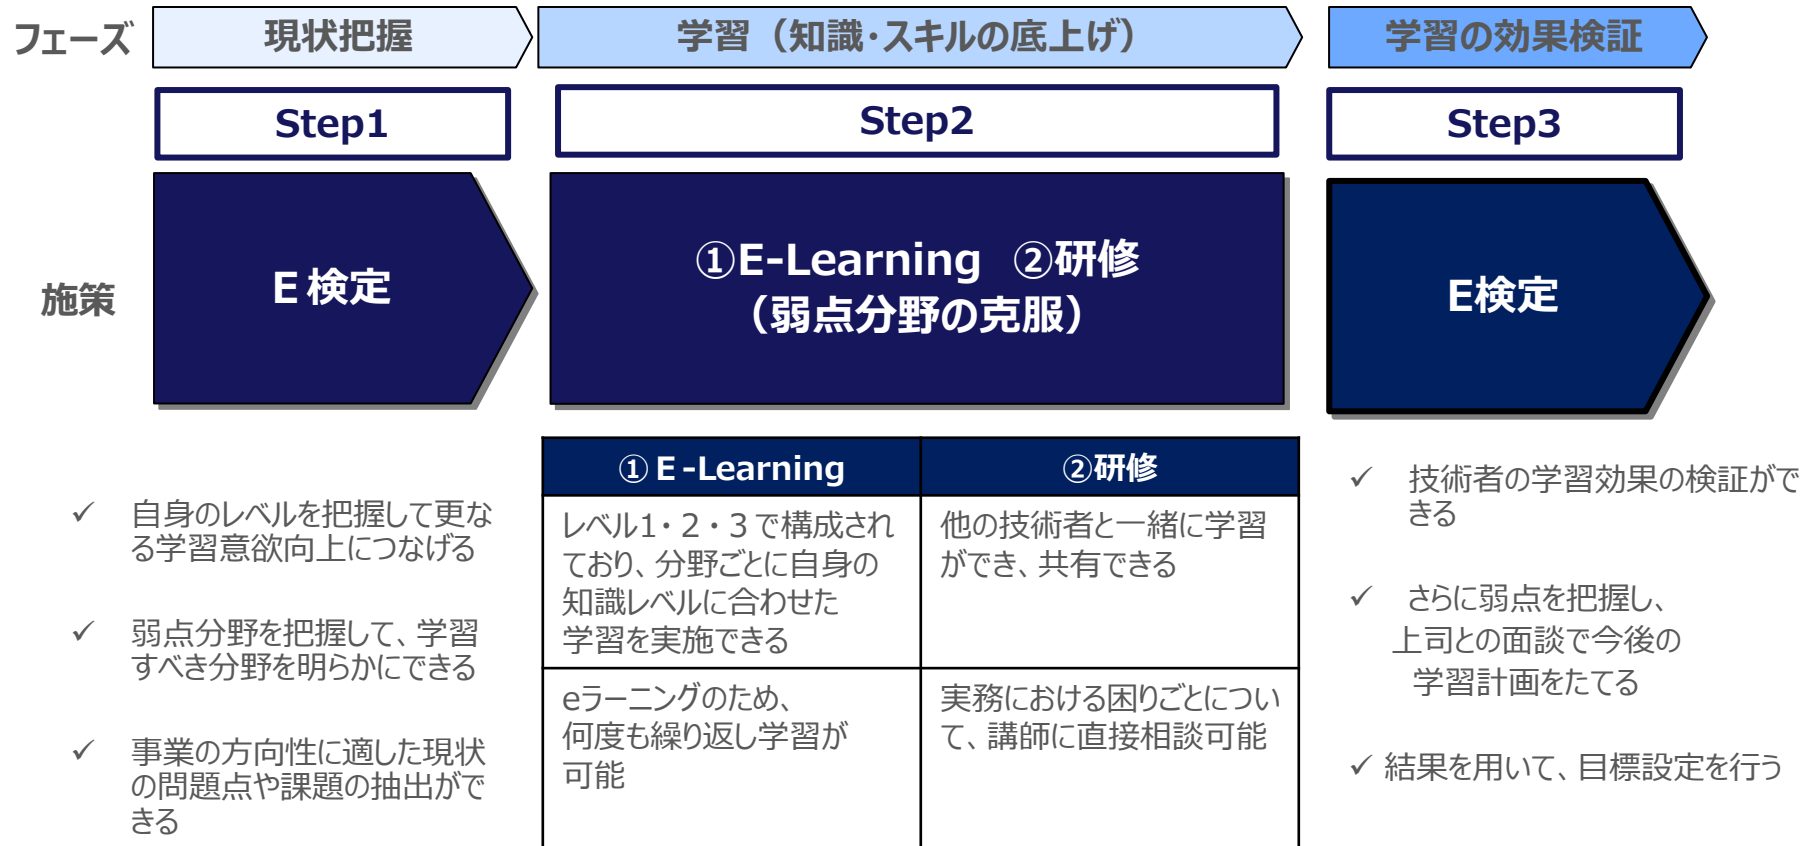 フェーズ
現状把握
学習（知識・スキルの底上げ）
学習の効果検証
Step1
Step2
Step3
施策
Ｅ検定
①E-Learning　②研修
（弱点分野の克服）
E検定
✓ 自身のレベルを把握して更な
る学習意欲向上につなげる
✓ 弱点分野を把握して、学習
すべき分野を明らかにできる
✓ 事業の方向性に適した現状
の問題点や課題の抽出がで
きる
①Ｅ-Learning
②研修
レベル1・２・３で構成され
ており、分野ごとに自身の
知識レベルに合わせた
学習を実施できる
他の技術者と一緒に学習
ができ、共有できる
eラーニングのため、
何度も繰り返し学習が
可能
実務における困りごとについ
て、講師に直接相談可能
✓ 技術者の学習効果の検証がで
きる
✓ さらに弱点を把握し、
上司との面談で今後の
学習計画をたてる
✓ 結果を用いて、目標設定を行う